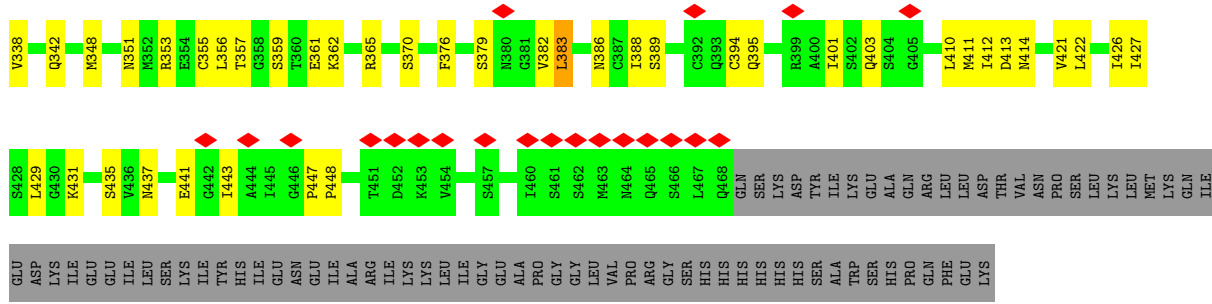 V338 Q342 M348 N351 M352 R353 E354 C355 L356 T357 G358 S359 T360 E361 K362 R365 S370 F376 S379 N380 G381 V382 L383 N386 C387 I388 S389 C392 Q393 C394 Q395 R399 A400 I401 S402 Q403 S404 G405 L410 M411 I412 D413 N414 V421 L422 I426 I427
S428 L429 G430 K431 S435 V436 N437 E441 G442 I443 A444 I445 G446 P447 P448 T451 D452 K453 V454 S457 I460 S461 S462 M463 N464 Q465 S466 L467 Q468 GLN SER LYS ASP TYR ILE LYS GLU ALA GLN ARG LEU LEU ASP THR VAL ASN PRO SER LEU LYS LEU MET LYS GLN ILE
GLU ASP LYS ILE GLU GLU ILE LEU SER LYS ILE TYR HIS ILE GLU ASN GLU ILE ALA ARG ILE LYS LYS LEU ILE GLY GLU ALA PRO GLY GLY LEU VAL PRO ARG GLY SER HIS HIS HIS HIS HIS HIS SER ALA TRP SER HIS PRO GLN PHE GLU LYS